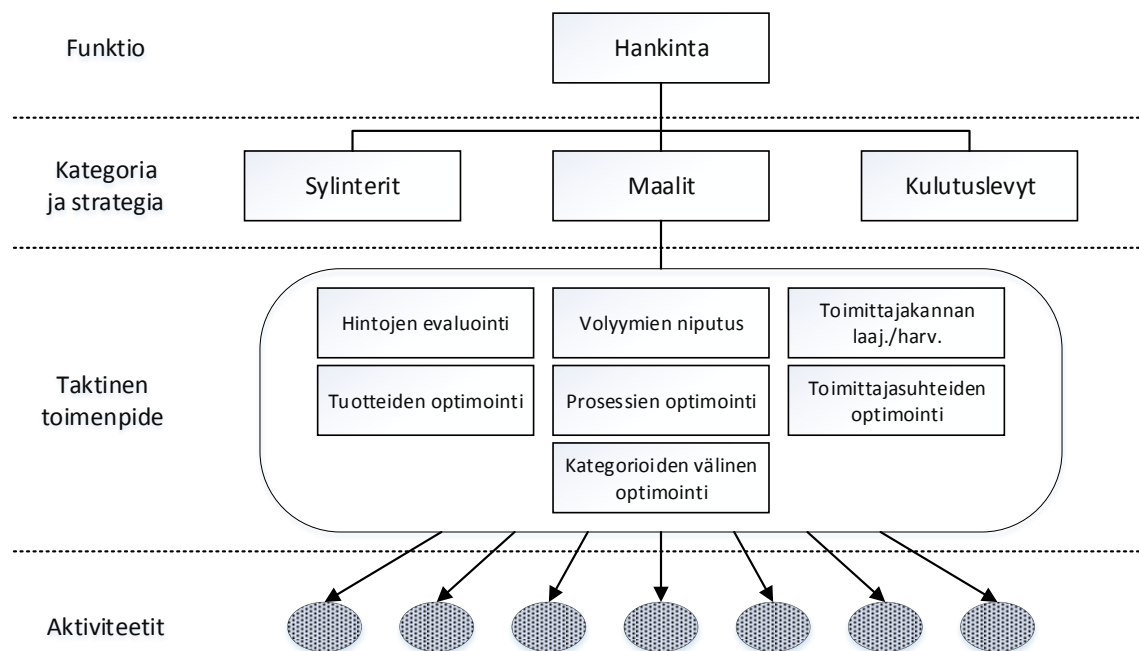 Funktio
Hankinta
Kategoria
ja strategia
Sylinterit
Maalit
Kulutuslevyt
Taktinen
toimenpide
Hintojen evaluointi
Volyymien niputus
Toimittajakannan
laaj./harv.
Tuotteiden optimointi
Prosessien optimointi
Toimittajasuhteiden
optimointi
Kategorioiden välinen
optimointi
Aktiviteetit